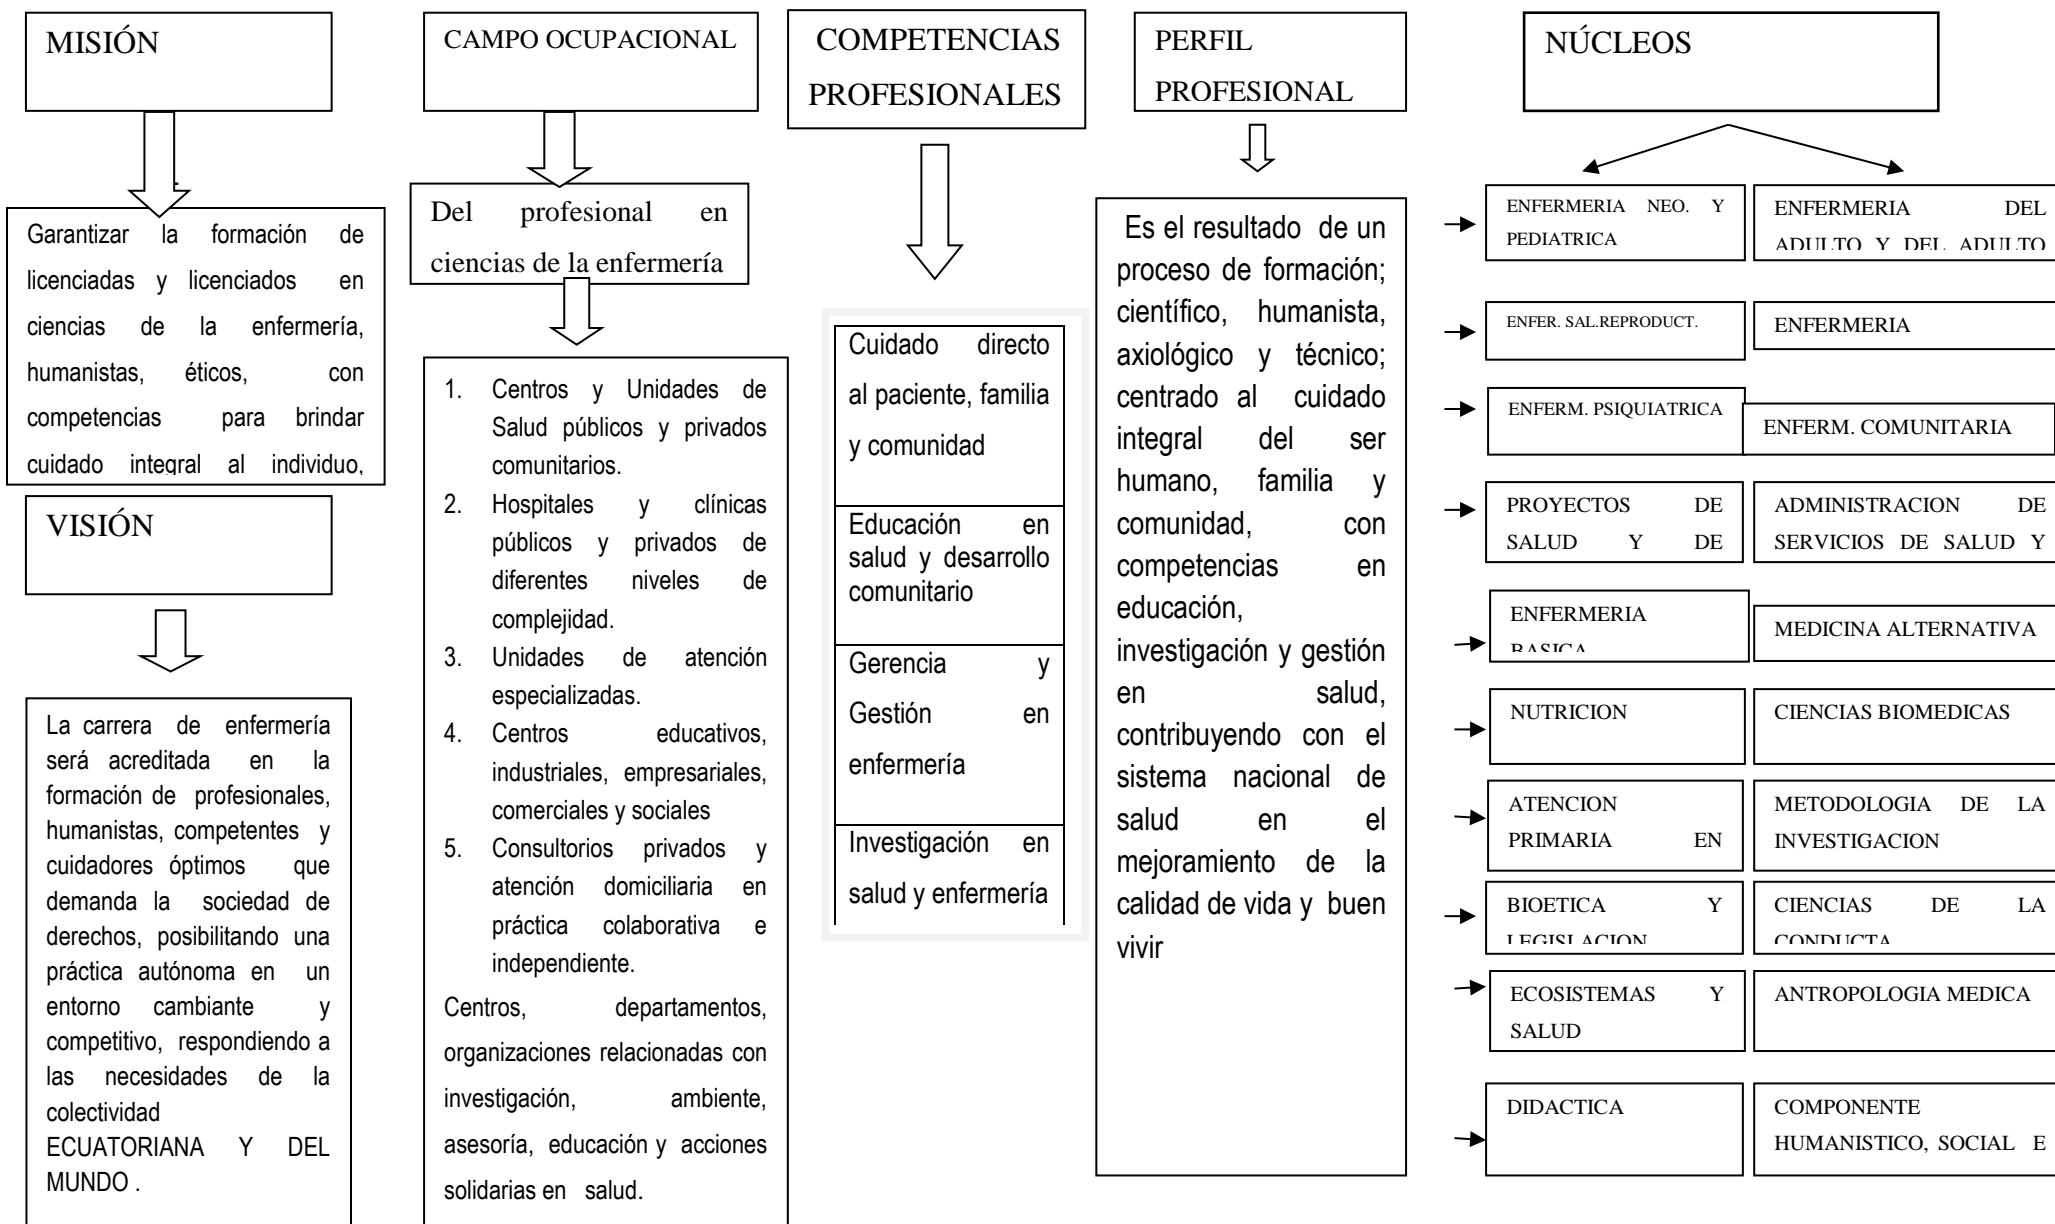 MISIÓN
Garantizar la formación de
licenciadas y licenciados en
ciencias de la enfermería,
humanistas, éticos, con
competencias para brindar
cuidado integral al individuo,
VISIÓN
La carrera de enfermería
será acreditada en la
formación de profesionales,
humanistas, competentes y
cuidadores óptimos que
demanda la sociedad de
derechos, posibilitando una
práctica autónoma en un
entorno cambiante y
competitivo, respondiendo a
las necesidades de la
colectividad
ECUATORIANA Y DEL
MUNDO .
CAMPO OCUPACIONAL
Del profesional en
ciencias de la enfermería
1. Centros y Unidades de
Salud públicos y privados
comunitarios.
2. Hospitales y clínicas
públicos y privados de
diferentes niveles de
complejidad.
3. Unidades de atención
especializadas.
4. Centros educativos,
industriales, empresariales,
comerciales y sociales
5. Consultorios privados y
atención domiciliaria en
práctica colaborativa e
independiente.
Centros, departamentos,
organizaciones relacionadas con
investigación, ambiente,
asesoría, educación y acciones
solidarias en salud.
COMPETENCIAS
PROFESIONALES
Cuidado directo
al paciente, familia
y comunidad
Educación en
salud y desarrollo
comunitario
Gerencia y
Gestión en
enfermería
Investigación en
salud y enfermería
PERFIL
PROFESIONAL
Es el resultado de un
proceso de formación;
científico, humanista,
axiológico y técnico;
centrado al cuidado
integral del ser
humano, familia y
comunidad, con
competencias en
educación,
investigación y gestión
en salud,
contribuyendo con el
sistema nacional de
salud en el
mejoramiento de la
calidad de vida y buen
vivir
NÚCLEOS
ENFERMERIA NEO. Y
PEDIATRICA
ENFERMERIA DEL
ADULTO Y DEL ADULTO
ENFER. SAL.REPRODUCT.
ENFERMERIA
ENFERM. PSIQUIATRICA
ENFERM. COMUNITARIA
PROYECTOS DE
SALUD Y DE
ADMINISTRACION DE
SERVICIOS DE SALUD Y
ENFERMERIA
BASICA
MEDICINA ALTERNATIVA
NUTRICION
CIENCIAS BIOMEDICAS
ATENCION
PRIMARIA EN
METODOLOGIA DE LA
INVESTIGACION
BIOETICA Y
LEGISLACION
CIENCIAS DE LA
CONDUCTA
ECOSISTEMAS Y
SALUD
ANTROPOLOGIA MEDICA
DIDACTICA
COMPONENTE
HUMANISTICO, SOCIAL E